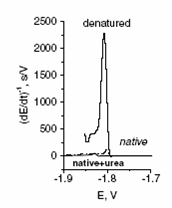 denatured
2500
2000
1500
1000
500
0
(dE/dt)⁻¹, s/V
native
native+urea
-1.9
-1.8
-1.7
E, V